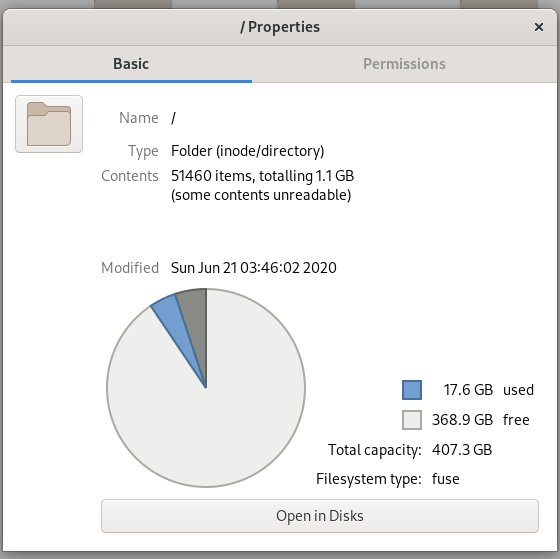 / Properties
Basic
Permissions
Name /
Type Folder (inode/directory)
Contents 51460 items, totalling 1.1 GB
(some contents unreadable)
Modified Sun Jun 21 03:46:02 2020
17.6 GB used
368.9 GB free
Total capacity: 407.3 GB
Filesystem type: fuse
Open in Disks